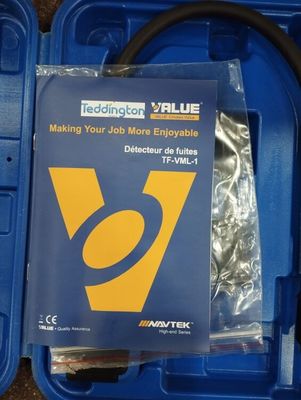 Teddington VALUE
Making Your Job More Enjoyable
Détecteur de fuites
TF-VML-1
CE
VALUE • Quality Assurance
NAVTEK
High-end Series